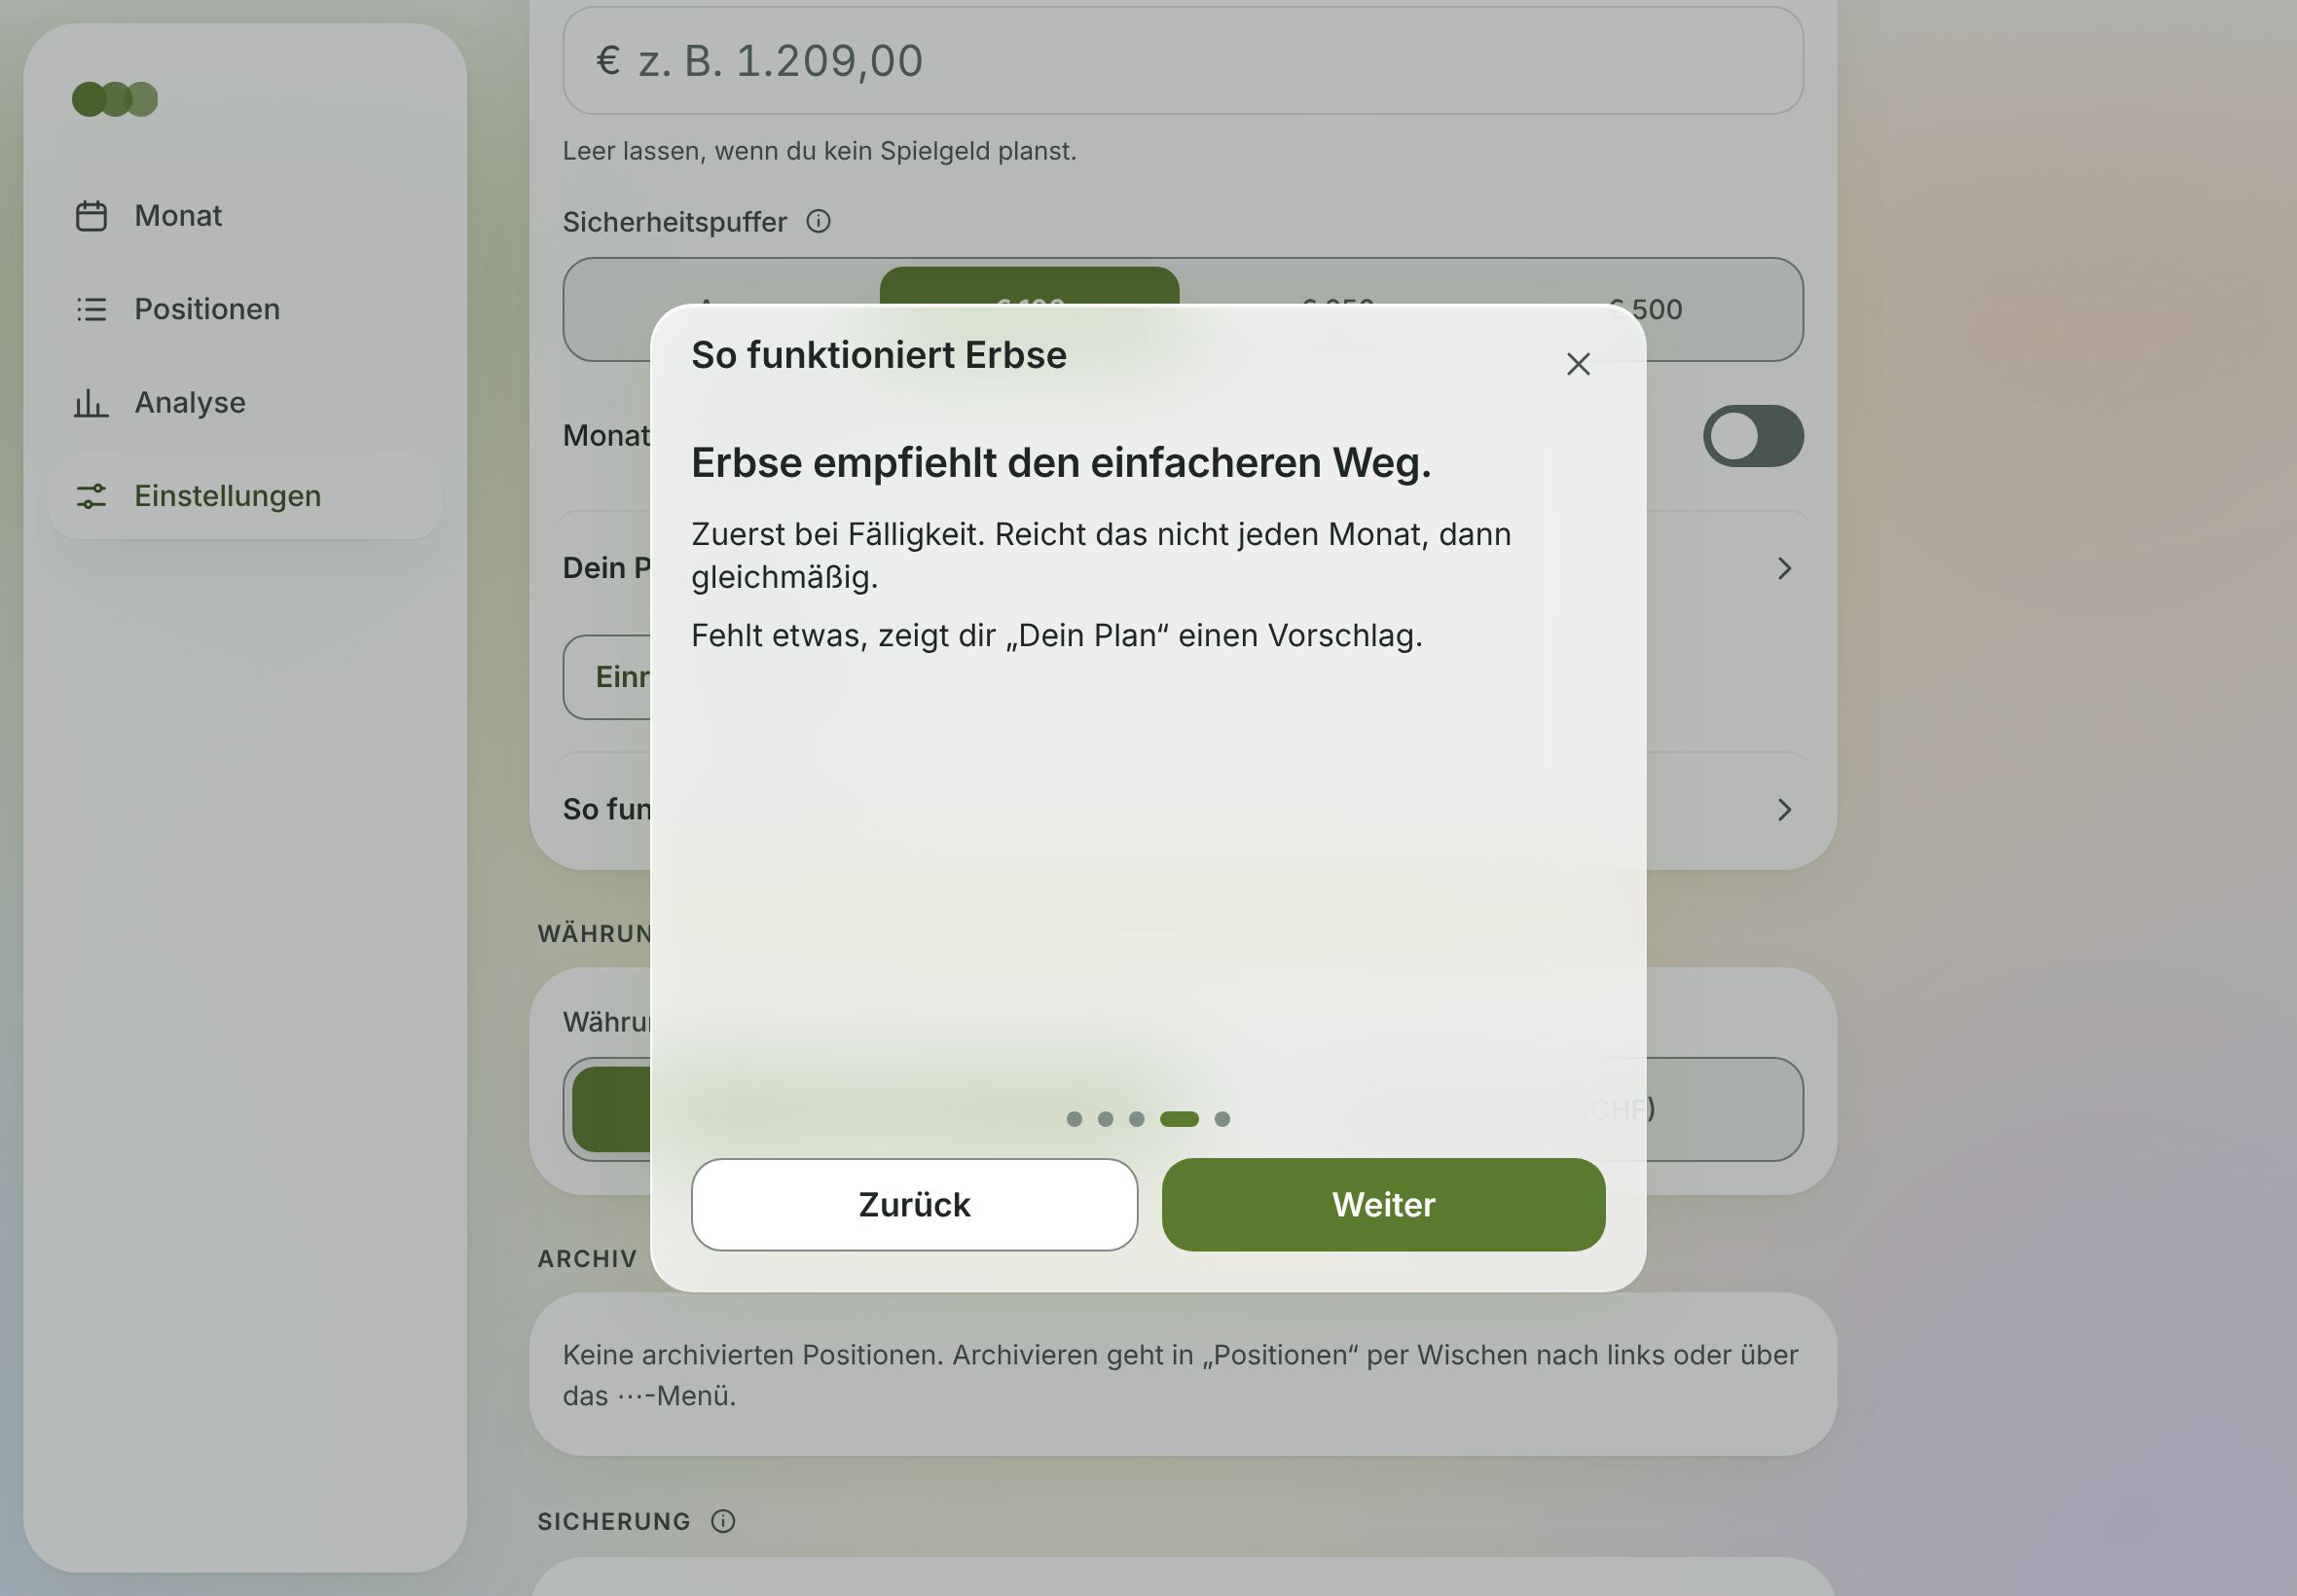 Monat
Positionen
Analyse
Einstellungen
€ z. B. 1.209,00
Leer lassen, wenn du kein Spielgeld planst.
Sicherheitspuffer
500
So funktioniert Erbse
Erbse empfiehlt den einfacheren Weg.
Zuerst bei Fälligkeit. Reicht das nicht jeden Monat, dann
gleichmäßig.
Fehlt etwas, zeigt dir „Dein Plan“ einen Vorschlag.
Zurück
Weiter
Monat
Dein P
Einr
So fun
WÄHRUN
Währu
CHF)
ARCHIV
Keine archivierten Positionen. Archivieren geht in „Positionen“ per Wischen nach links oder über
das ···-Menü.
SICHERUNG